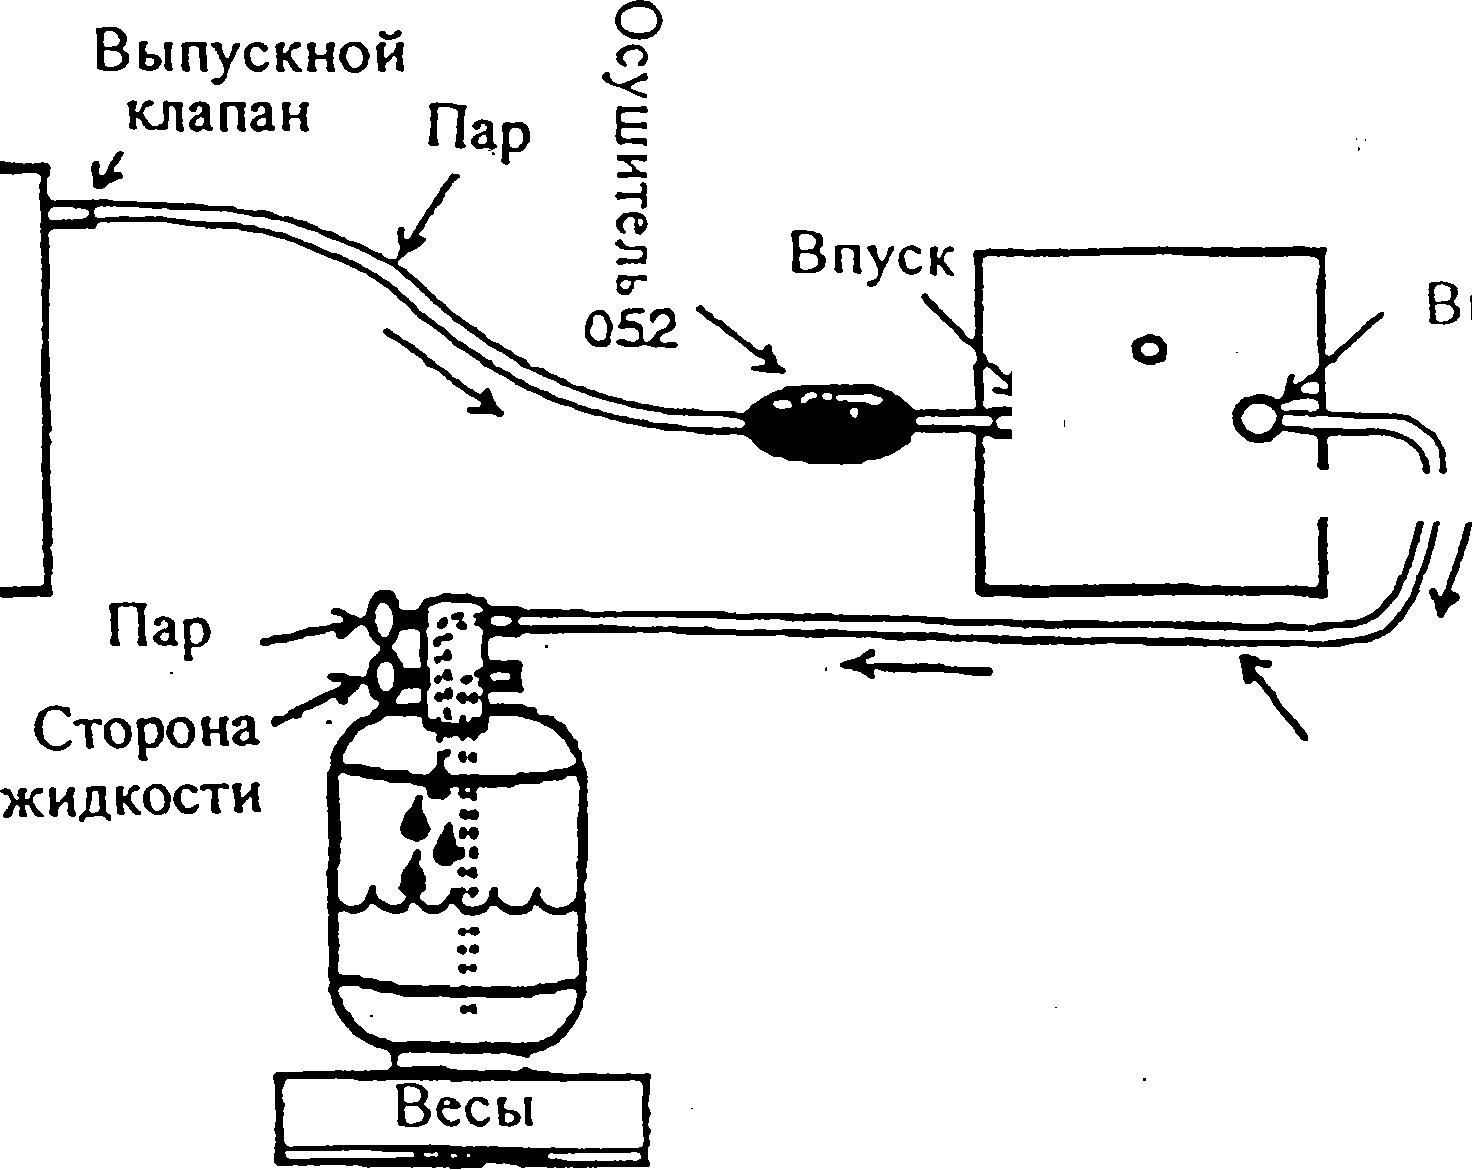 Выпускной
клапан
Пар
Осушитель
052
Впуск
Пар
Сторона
жидкости
Весы